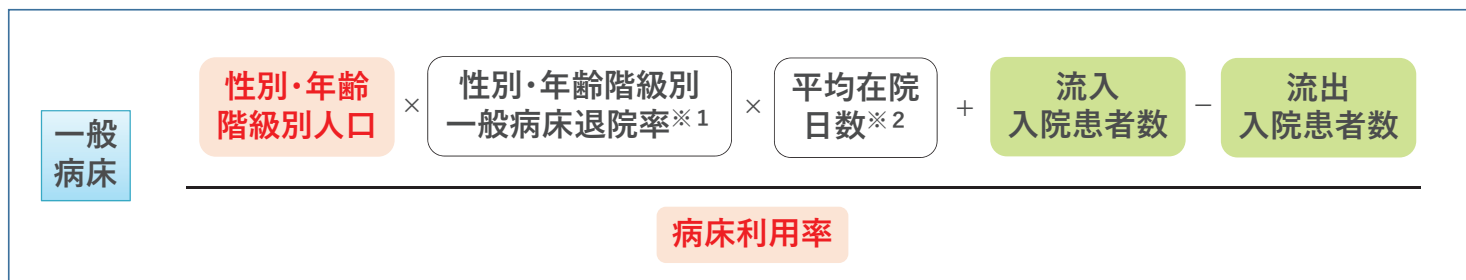 一般
病床
性別・年齢
階級別人口
×
性別・年齢階級別
一般病床退院率※1
×
平均在院
日数※2
+
流入
入院患者数
−
流出
入院患者数
病床利用率